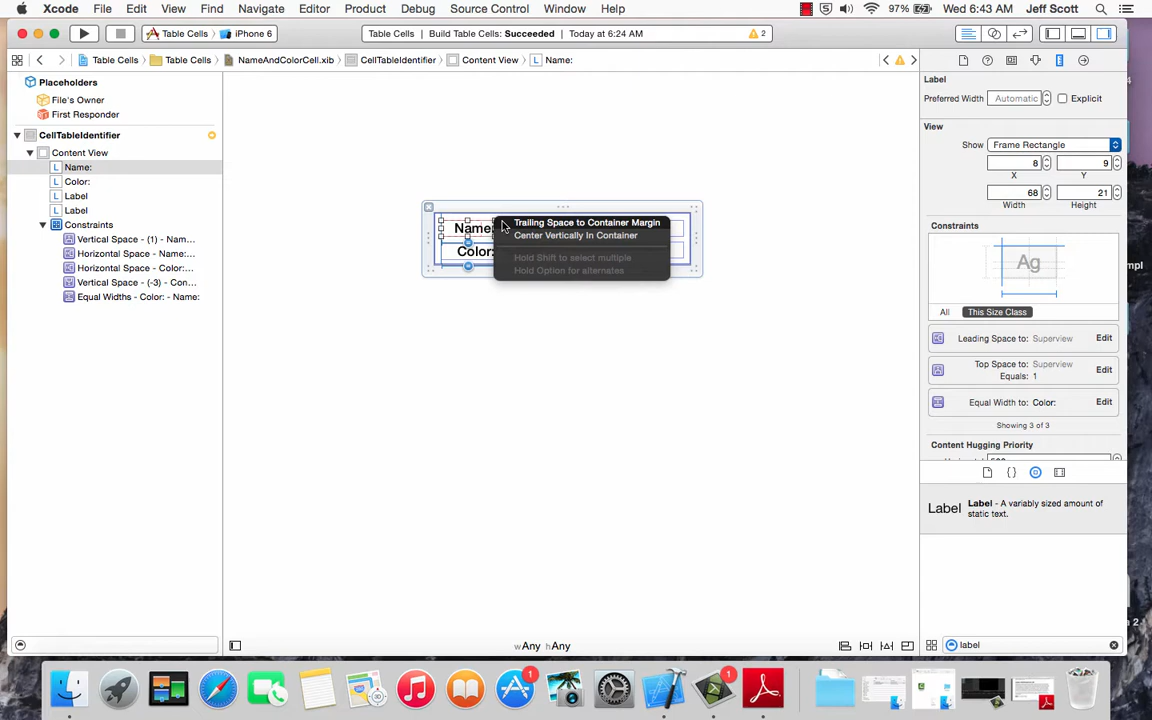 Xcode File Edit View Find Navigate Editor Product Debug Source Control Window Help 97% Wed 6:43 AM Jeff Scott
Table Cells iPhone 6 Table Cells | Build Table Cells: Succeeded | Today at 6:24 AM 2
Table Cells Table Cells NameAndColorCell.xib CellTableIdentifier Content View L Name:
Placeholders
File's Owner
First Responder
CellTableIdentifier
Content View
L Name:
L Color:
L Label
L Label
Constraints
Vertical Space - (1) - Nam...
Horizontal Space - Name:...
Horizontal Space - Color:...
Vertical Space - (-3) - Con...
Equal Widths - Color: - Name:
Name:
Color:
Trailing Space to Container Margin
Center Vertically in Container
Hold Shift to select multiple
Hold Option for alternates
wAny hAny
Label
Preferred Width Automatic Explicit
View
Show Frame Rectangle
8 9
X Y
68 21
Width Height
Constraints
Ag
All This Size Class
Leading Space to: Superview Edit
Top Space to: Superview Edit
Equals: 1
Equal Width to: Color: Edit
Showing 3 of 3
Content Hugging Priority
{ }
Label Label - A variably sized amount of
static text.
label
mpl
n 2
1 1